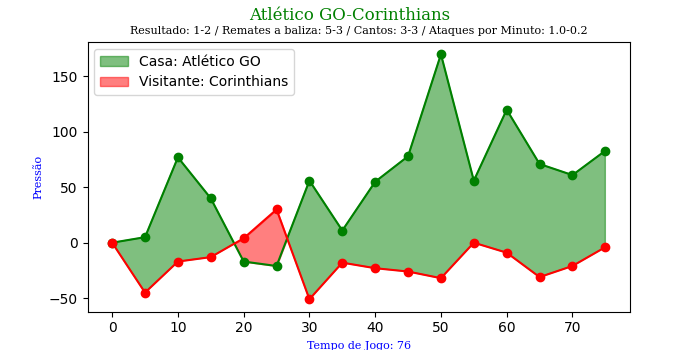 Atlético GO-Corinthians
Resultado: 1-2 / Remates a baliza: 5-3 / Cantos: 3-3 / Ataques por Minuto: 1.0-0.2
Casa: Atlético GO
Visitante: Corinthians
Pressão
150
100
50
0
−50
0 10 20 30 40 50 60 70
Tempo de Jogo: 76